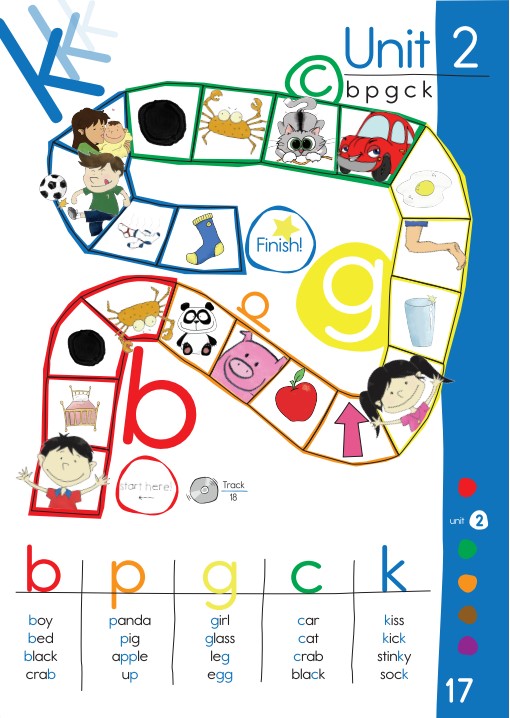 k
Unit 2
c
b p g c k
Finish!
g
p
b
start here!
Track
18
unit 2
b p g c k
boy panda girl car kiss
bed pig glass cat kick
black apple leg crab stinky
crab up egg black sock
17